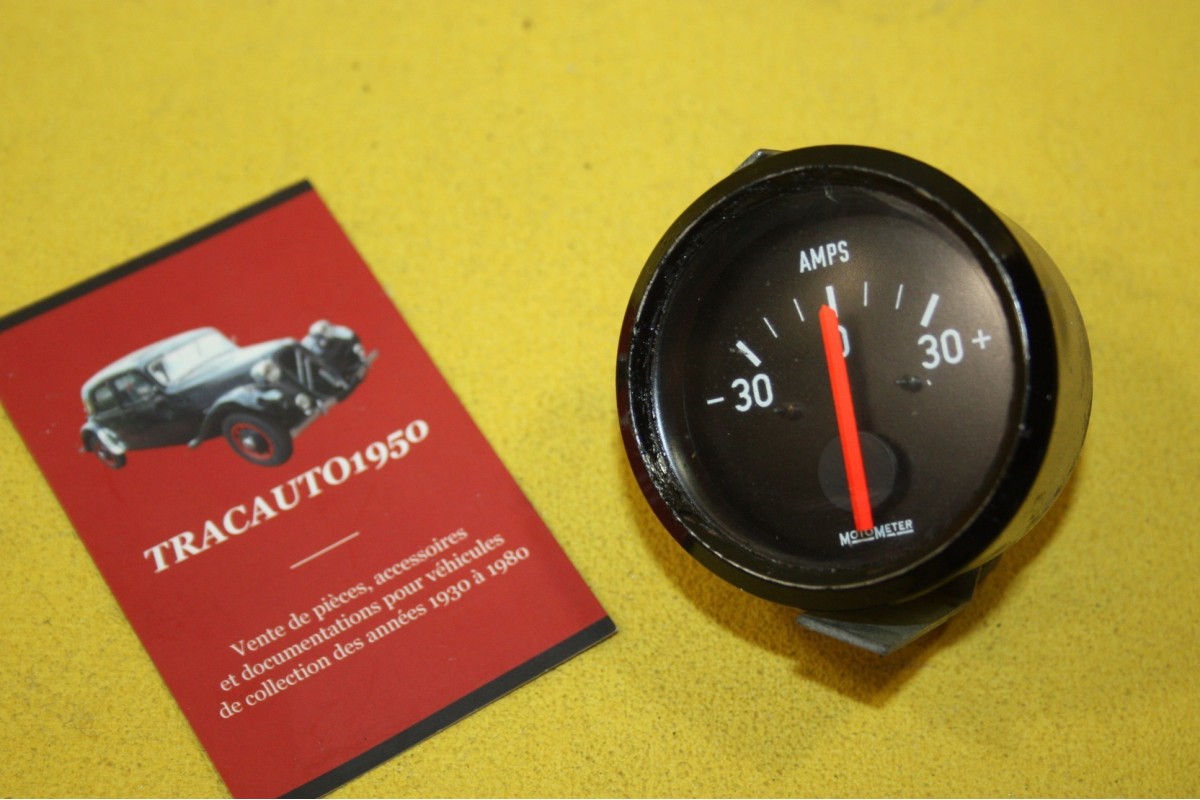 TRACAUTO1950
Vente de pièces, accessoires
et documentations pour véhicules
de collection des années 1930 à 1980
AMPS
- 30
0
30 +
MOTOMETER